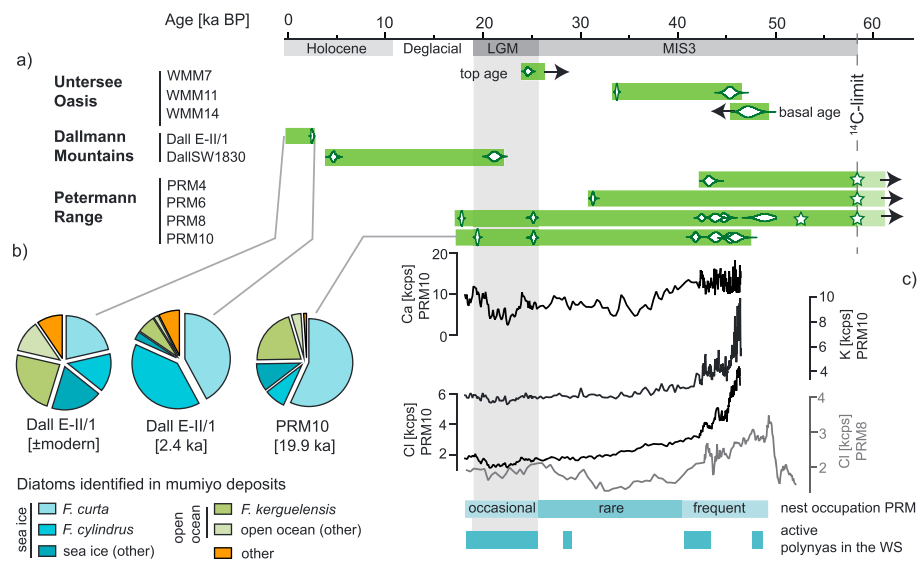 Age [ka BP]
0 10 20 30 40 50 60
Holocene Deglacial LGM MIS3
a)
Untersee
Oasis
WMM7
WMM11
WMM14
top age
basal age
14C-limit
Dallmann
Mountains
Dall E-II/1
DallSW1830
Petermann
Range
PRM4
PRM6
PRM8
PRM10
b)
Dall E-II/1
[±modern]
Dall E-II/1
[2.4 ka]
PRM10
[19.9 ka]
Diatoms identified in mumiyo deposits
sea ice
F. curta
F. cylindrus
sea ice (other)
open
ocean
F. kerguelensis
open ocean (other)
other
c)
Ca [kcps]
PRM10
20
10
0
K [kcps]
PRM10
10
8
6
4
Cl [kcps]
PRM10
6
4
2
Cl [kcps]
PRM8
4
3
2
occasional rare frequent nest occupation PRM
active
polynyas in the WS